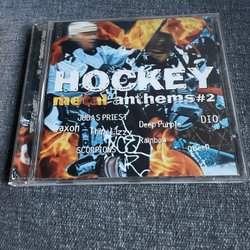 HOCKEY
metal anthems #2
JUDAS PRIEST
DIO
Saxon Thin Lizzy
Deep Purple
Rainbow
SCORPIONS
QUEEN